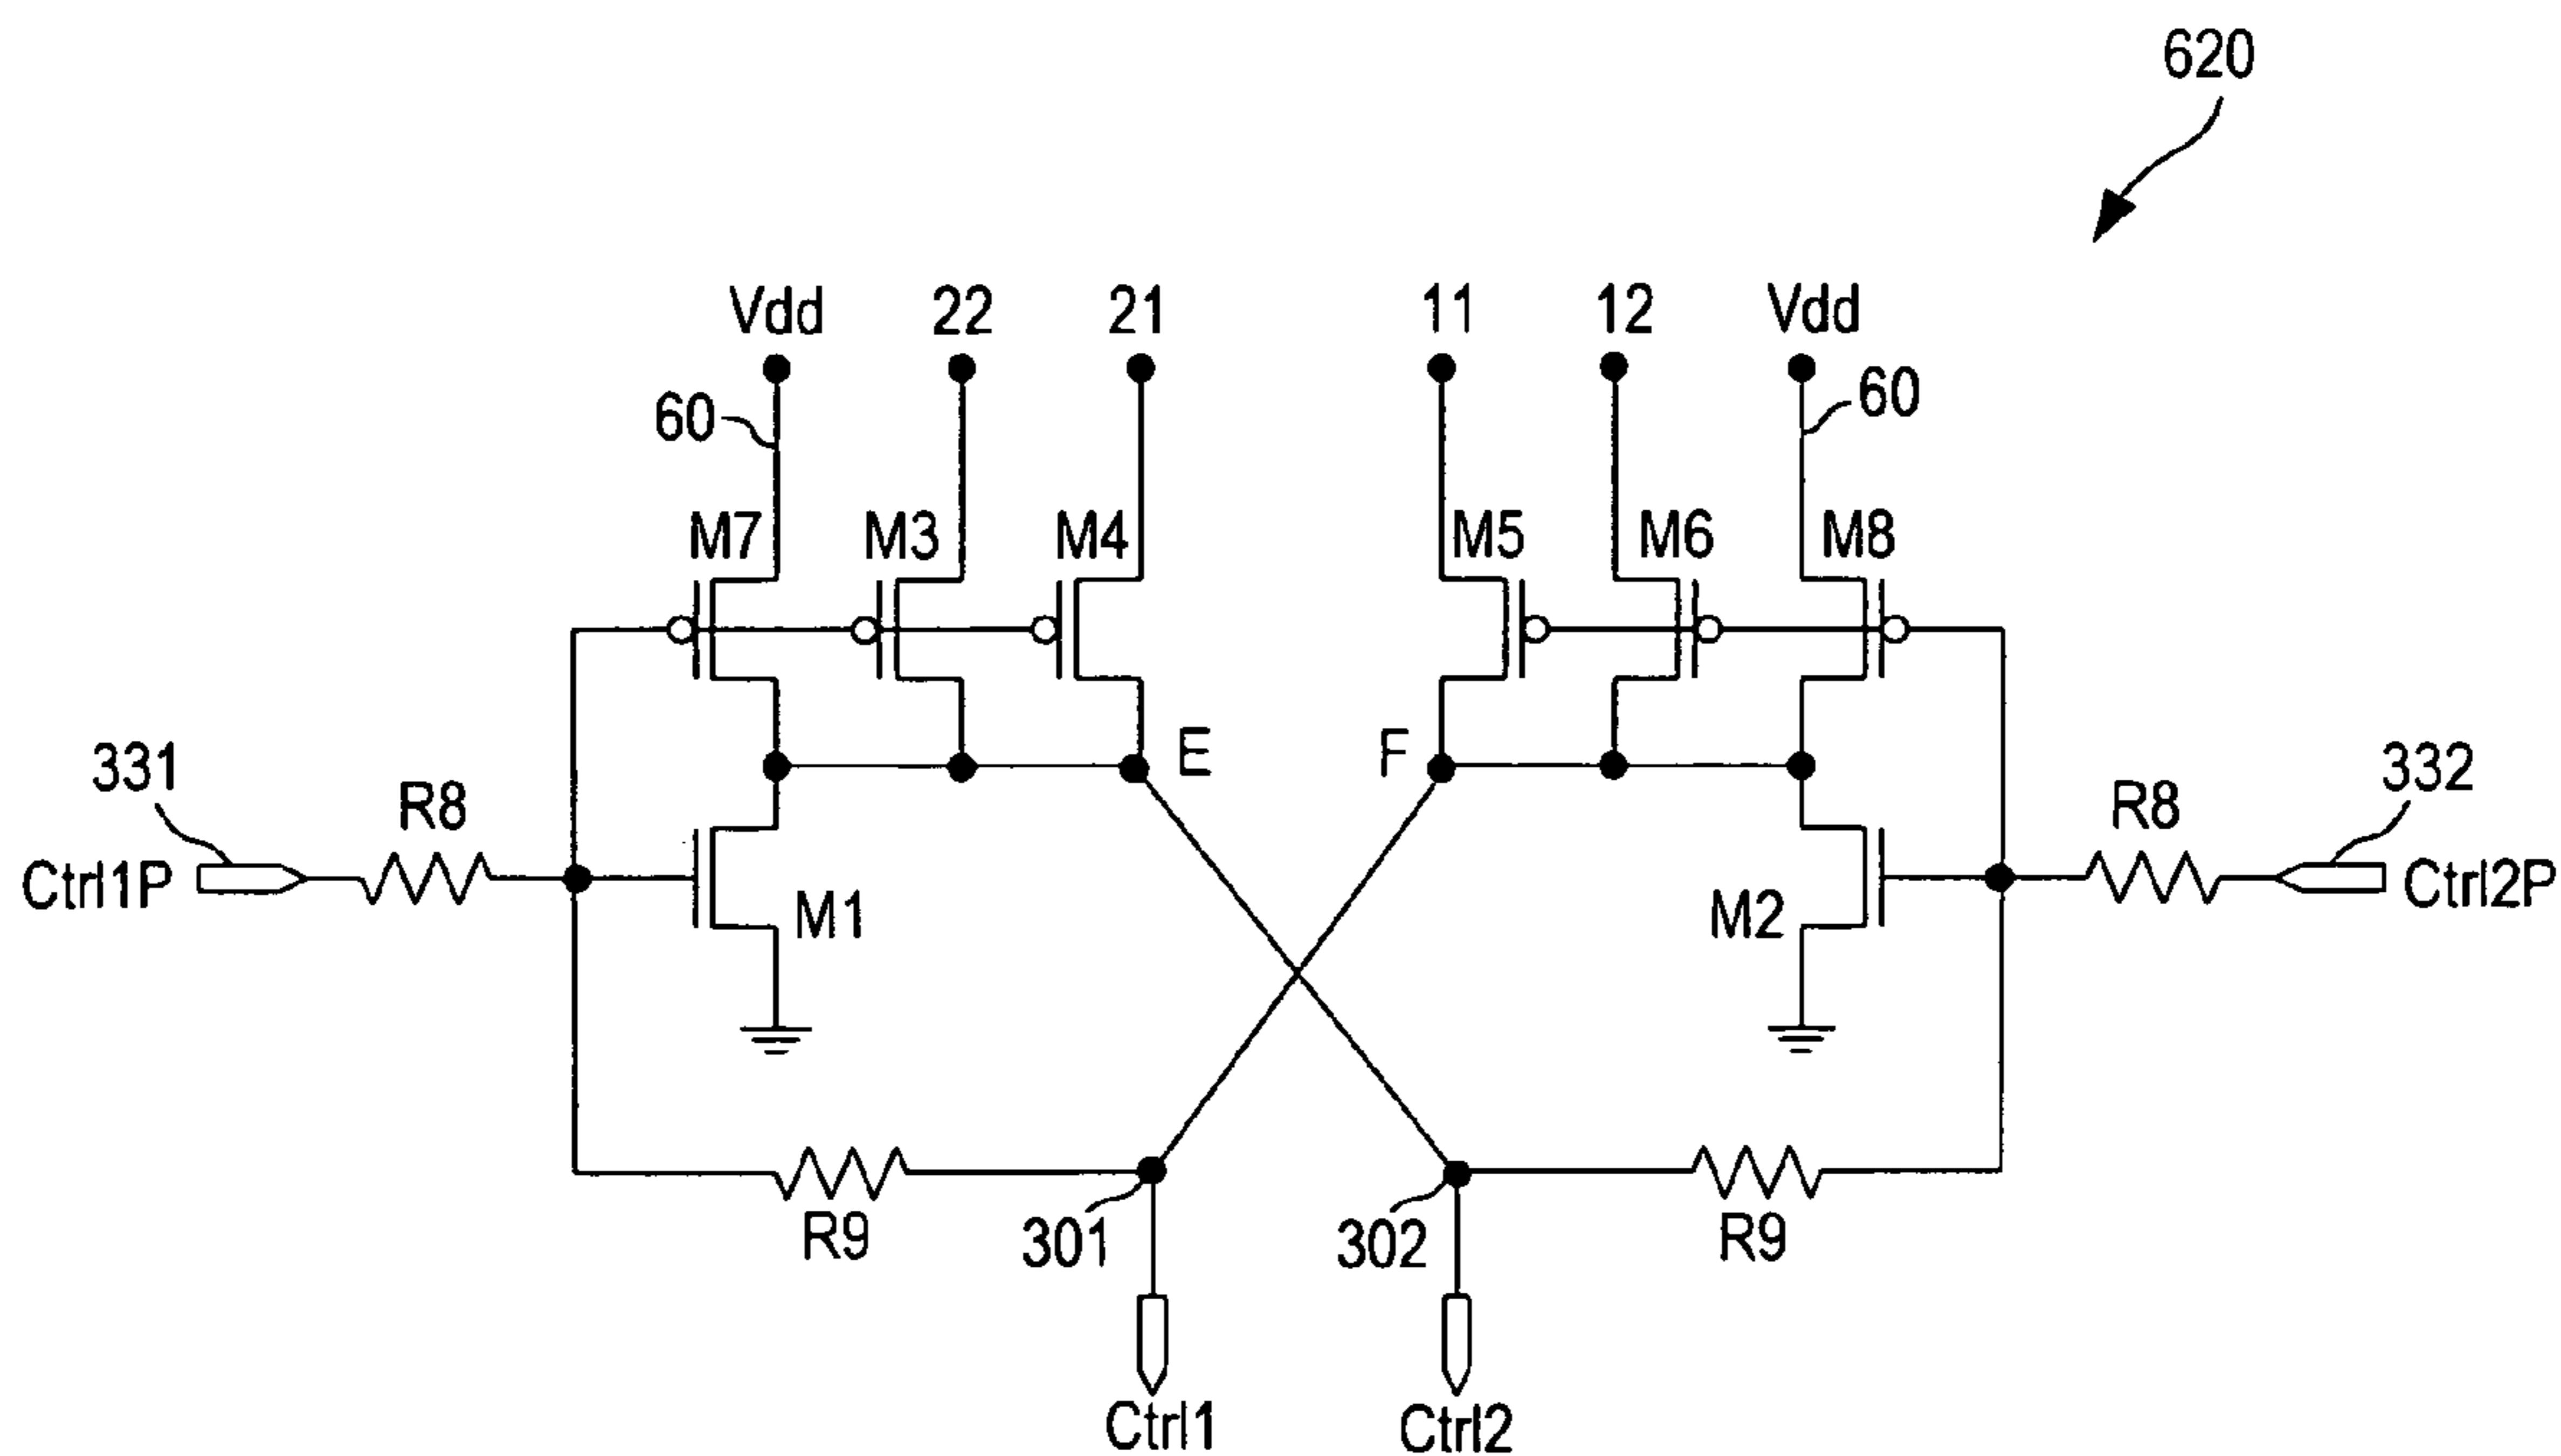 620
Vdd 22 21 11 12 Vdd
60 60
M7 M3 M4 M5 M6 M8
E F
331 R8 R8 332
Ctrl1P M1 M2 Ctrl2P
R9 301 302 R9
Ctrl1 Ctrl2